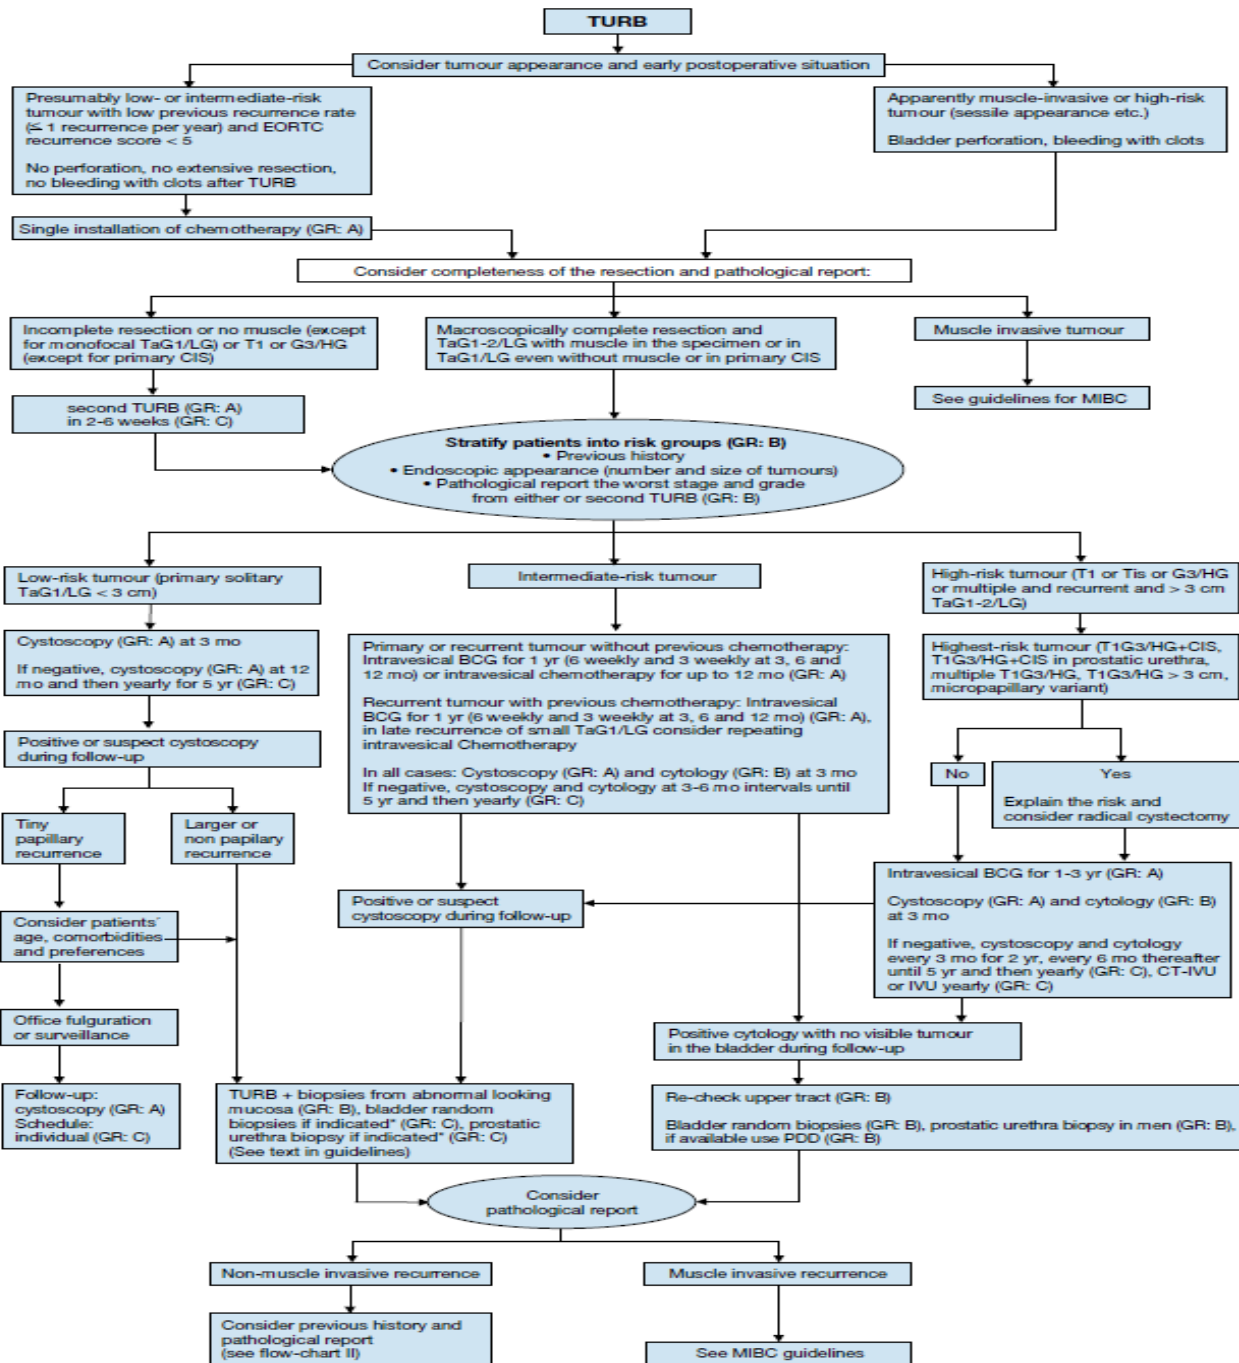 TURB
Consider tumour appearance and early postoperative situation
Presumably low- or intermediate-risk
tumour with low previous recurrence rate
(≤ 1 recurrence per year) and EORTC
recurrence score < 5
No perforation, no extensive resection,
no bleeding with clots after TURB
Apparently muscle-invasive or high-risk
tumour (sessile appearance etc.)
Bladder perforation, bleeding with clots
Single installation of chemotherapy (GR: A)
Consider completeness of the resection and pathological report:
Incomplete resection or no muscle (except
for monofocal TaG1/LG) or T1 or G3/HG
(except for primary CIS)
Macroscopically complete resection and
TaG1-2/LG with muscle in the specimen or in
TaG1/LG even without muscle or in primary CIS
Muscle invasive tumour
second TURB (GR: A)
in 2-6 weeks (GR: C)
See guidelines for MIBC
Stratify patients into risk groups (GR: B)
• Previous history
• Endoscopic appearance (number and size of tumours)
• Pathological report the worst stage and grade
from either or second TURB (GR: B)
Low-risk tumour (primary solitary
TaG1/LG < 3 cm)
Intermediate-risk tumour
High-risk tumour (T1 or Tis or G3/HG
or multiple and recurrent and > 3 cm
TaG1-2/LG)
Cystoscopy (GR: A) at 3 mo
If negative, cystoscopy (GR: A) at 12
mo and then yearly for 5 yr (GR: C)
Primary or recurrent tumour without previous chemotherapy:
Intravesical BCG for 1 yr (6 weekly and 3 weekly at 3, 6 and
12 mo) or intravesical chemotherapy for up to 12 mo (GR: A)
Recurrent tumour with previous chemotherapy: Intravesical
BCG for 1 yr (6 weekly and 3 weekly at 3, 6 and 12 mo) (GR: A),
in late recurrence of small TaG1/LG consider repeating
intravesical Chemotherapy
In all cases: Cystoscopy (GR: A) and cytology (GR: B) at 3 mo
If negative, cystoscopy and cytology at 3-6 mo intervals until
5 yr and then yearly (GR: C)
Highest-risk tumour (T1G3/HG+CIS,
T1G3/HG+CIS in prostatic urethra,
multiple T1G3/HG, T1G3/HG > 3 cm,
micropapillary variant)
Positive or suspect cystoscopy
during follow-up
No
Yes
Explain the risk and
consider radical cystectomy
Tiny
papillary
recurrence
Larger or
non papilary
recurrence
Intravesical BCG for 1-3 yr (GR: A)
Cystoscopy (GR: A) and cytology (GR: B)
at 3 mo
If negative, cystoscopy and cytology
every 3 mo for 2 yr, every 6 mo thereafter
until 5 yr and then yearly (GR: C), CT-IVU
or IVU yearly (GR: C)
Positive or suspect
cystoscopy during follow-up
Consider patients´
age, comorbidities
and preferences
Office fulguration
or surveillance
Positive cytology with no visible tumour
in the bladder during follow-up
Follow-up:
cystoscopy (GR: A)
Schedule:
individual (GR: C)
TURB + biopsies from abnormal looking
mucosa (GR: B), bladder random
biopsies if indicated* (GR: C), prostatic
urethra biopsy if indicated* (GR: C)
(See text in guidelines)
Re-check upper tract (GR: B)
Bladder random biopsies (GR: B), prostatic urethra biopsy in men (GR: B),
if available use PDD (GR: B)
Consider
pathological report
Non-muscle invasive recurrence
Muscle invasive recurrence
Consider previous history and
pathological report
(see flow-chart II)
See MIBC guidelines